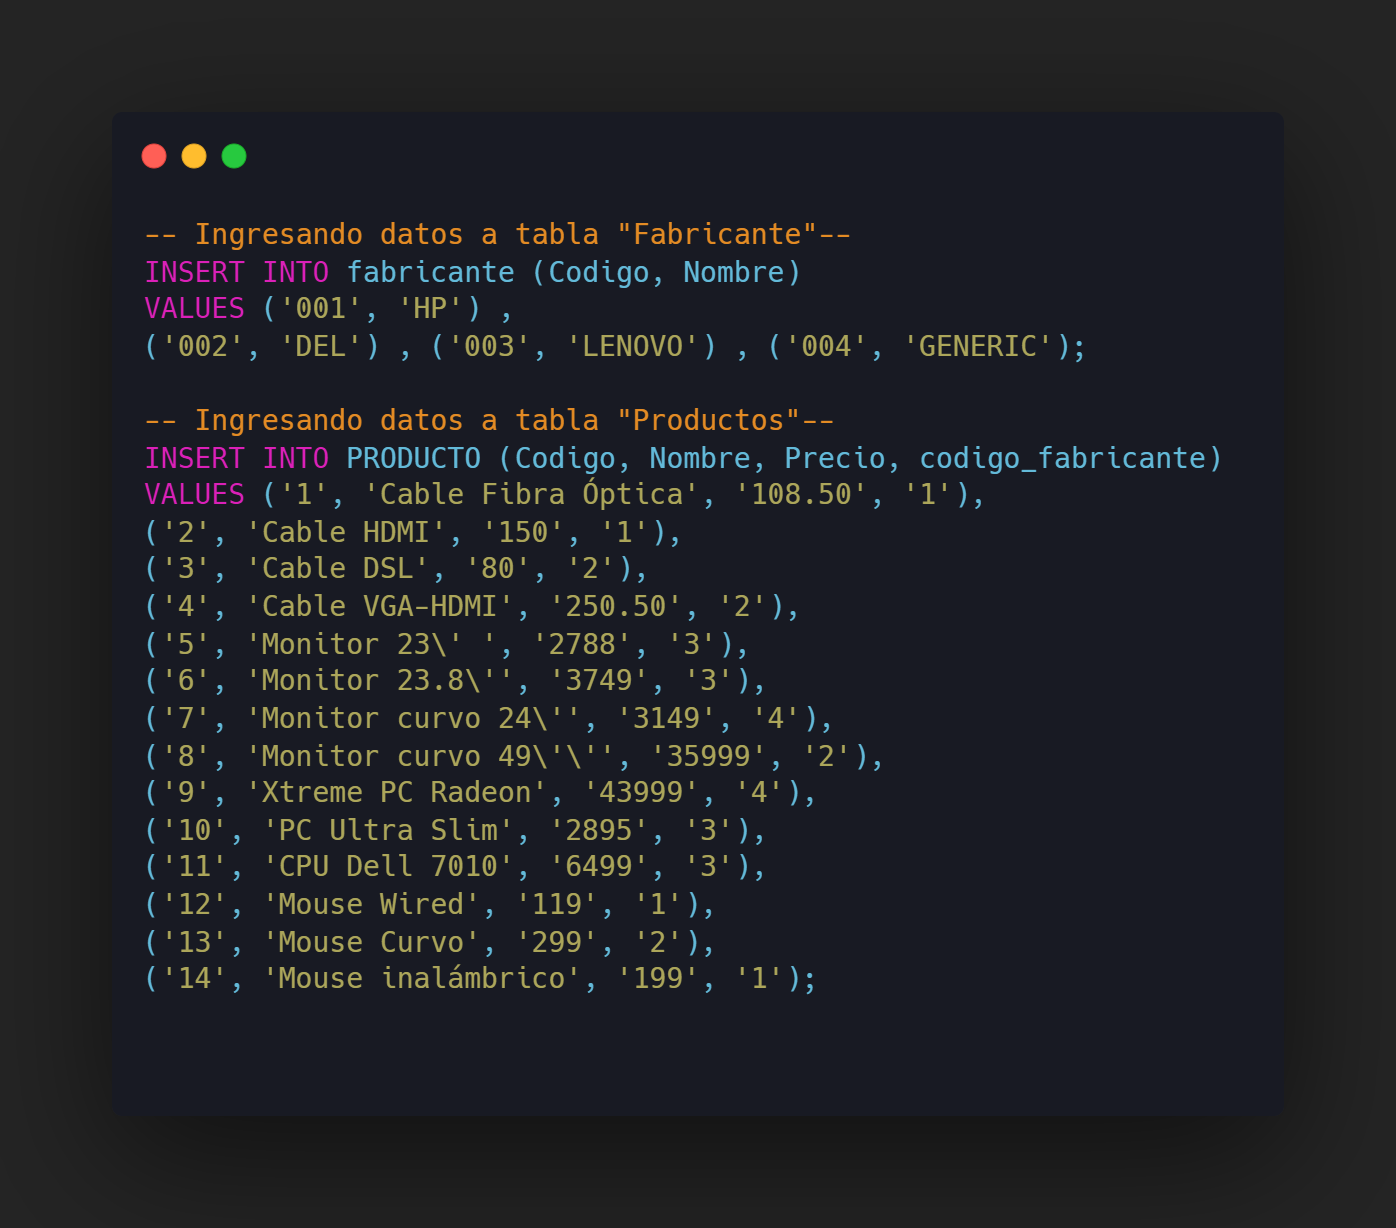 -- Ingresando datos a tabla "Fabricante"--
INSERT INTO fabricante (Codigo, Nombre)
VALUES ('001', 'HP') ,
('002', 'DEL') , ('003', 'LENOVO') , ('004', 'GENERIC');
-- Ingresando datos a tabla "Productos"--
INSERT INTO PRODUCTO (Codigo, Nombre, Precio, codigo_fabricante)
VALUES ('1', 'Cable Fibra Óptica', '108.50', '1'),
('2', 'Cable HDMI', '150', '1'),
('3', 'Cable DSL', '80', '2'),
('4', 'Cable VGA-HDMI', '250.50', '2'),
('5', 'Monitor 23\' ', '2788', '3'),
('6', 'Monitor 23.8\'', '3749', '3'),
('7', 'Monitor curvo 24\'', '3149', '4'),
('8', 'Monitor curvo 49\'\'', '35999', '2'),
('9', 'Xtreme PC Radeon', '43999', '4'),
('10', 'PC Ultra Slim', '2895', '3'),
('11', 'CPU Dell 7010', '6499', '3'),
('12', 'Mouse Wired', '119', '1'),
('13', 'Mouse Curvo', '299', '2'),
('14', 'Mouse inalámbrico', '199', '1');